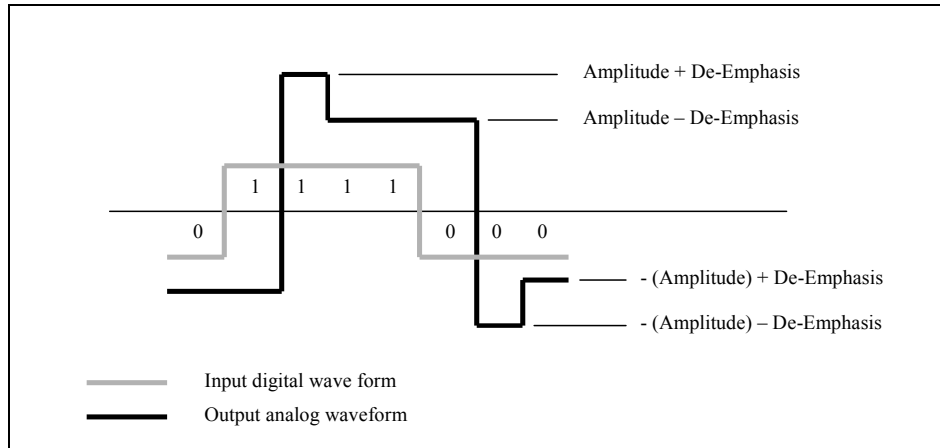 Amplitude + De-Emphasis
Amplitude – De-Emphasis
1 1 1 1
0 0 0 0
- (Amplitude) + De-Emphasis
- (Amplitude) – De-Emphasis
Input digital wave form
Output analog waveform